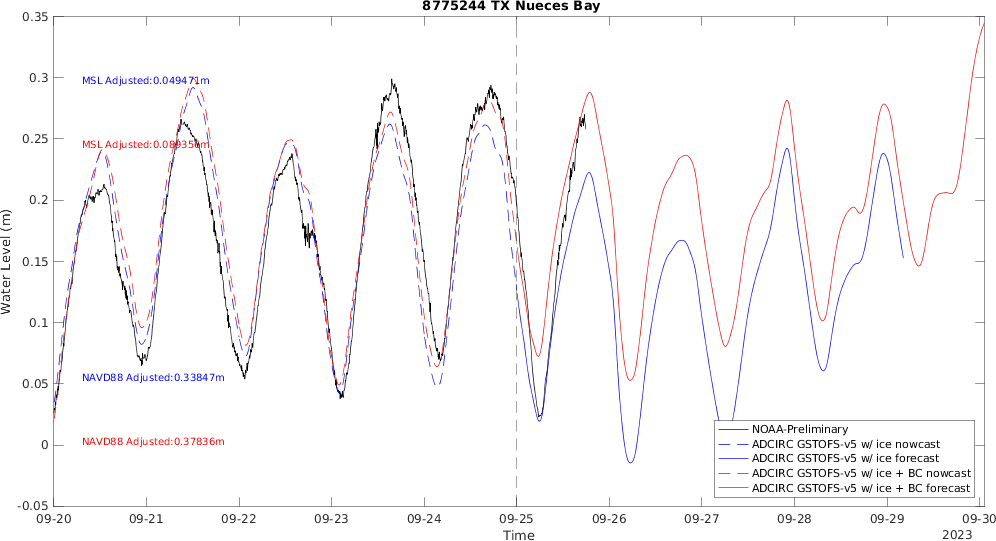 8775244 TX Nueces Bay
0.35
0.3
0.25
0.2
0.15
0.1
0.05
0
-0.05
Water Level (m)
MSL Adjusted:0.049471m
MSL Adjusted:0.08935m
NAVD88 Adjusted:0.33847m
NAVD88 Adjusted:0.37836m
NOAA-Preliminary
ADCIRC GSTOFS-v5 w/ ice nowcast
ADCIRC GSTOFS-v5 w/ ice forecast
ADCIRC GSTOFS-v5 w/ ice + BC nowcast
ADCIRC GSTOFS-v5 w/ ice + BC forecast
09-20 09-21 09-22 09-23 09-24 09-25 09-26 09-27 09-28 09-29 09-30
Time
2023